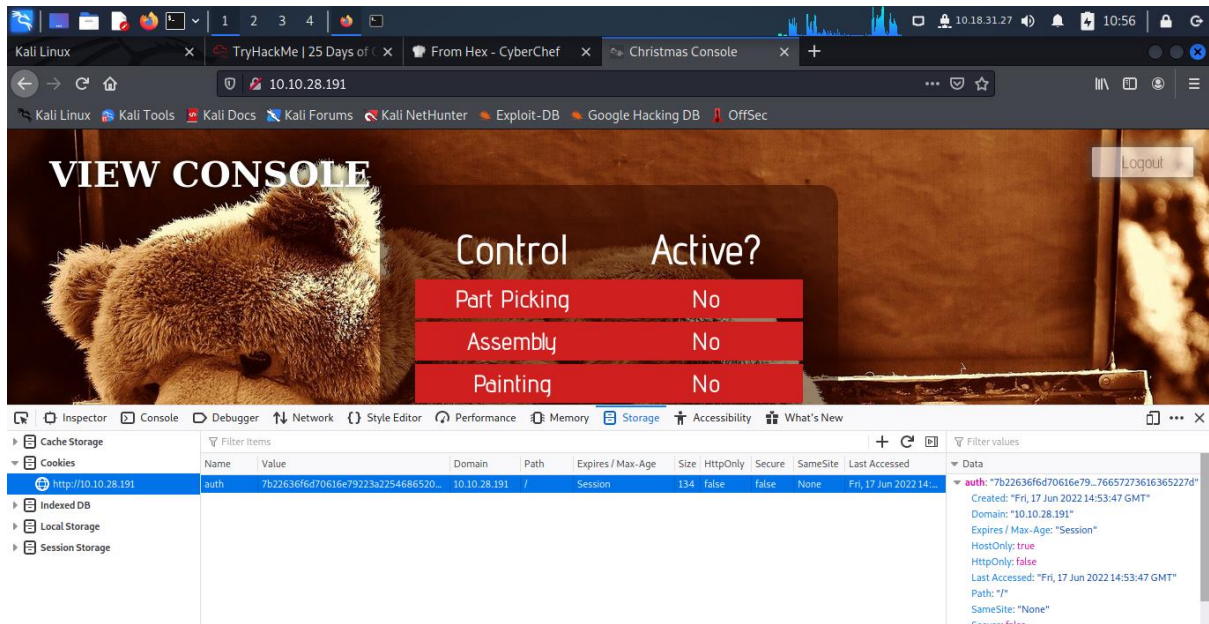 1 2 3 4 10.18.31.27 10:56
Kali Linux TryHackMe | 25 Days of C From Hex - CyberChef Christmas Console
10.10.28.191
Kali Linux Kali Tools Kali Docs Kali Forums Kali NetHunter Exploit-DB Google Hacking DB OffSec
VIEW CONSOLE
Logout
Control Active?
Part Picking No
Assembly No
Painting No
Inspector Console Debugger Network {} Style Editor Performance Memory Storage Accessibility What's New
Cache Storage
Cookies
http://10.10.28.191
Indexed DB
Local Storage
Session Storage
Filter Items
Name Value Domain Path Expires / Max-Age Size HttpOnly Secure SameSite Last Accessed
auth 7b22636f6d70616e79223a2254686520... 10.10.28.191 / Session 134 false false None Fri, 17 Jun 2022 14:...
Filter values
Data
auth: "7b22636f6d70616e79...76657273616365227d"
Created: "Fri, 17 Jun 2022 14:53:47 GMT"
Domain: "10.10.28.191"
Expires / Max-Age: "Session"
HostOnly: true
HttpOnly: false
Last Accessed: "Fri, 17 Jun 2022 14:53:47 GMT"
Path: "/"
SameSite: "None"